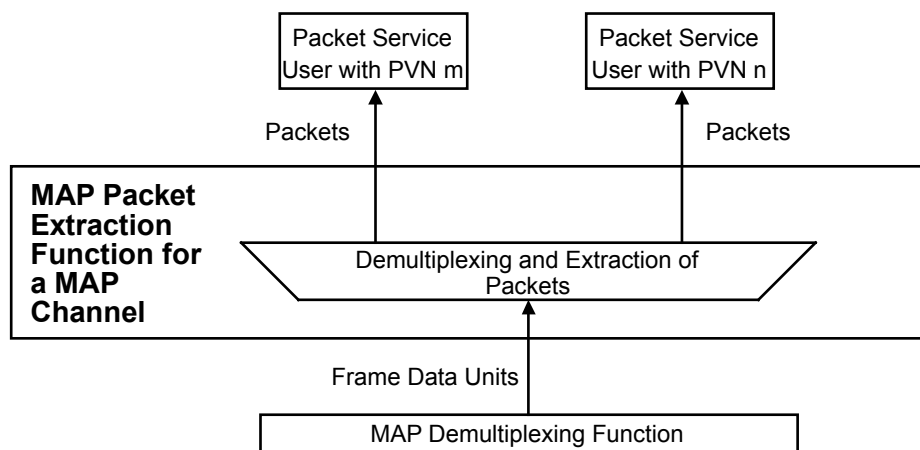 Packet Service
User with PVN m
Packet Service
User with PVN n
Packets
Packets
MAP Packet
Extraction
Function for
a MAP
Channel
Demultiplexing and Extraction of
Packets
Frame Data Units
MAP Demultiplexing Function